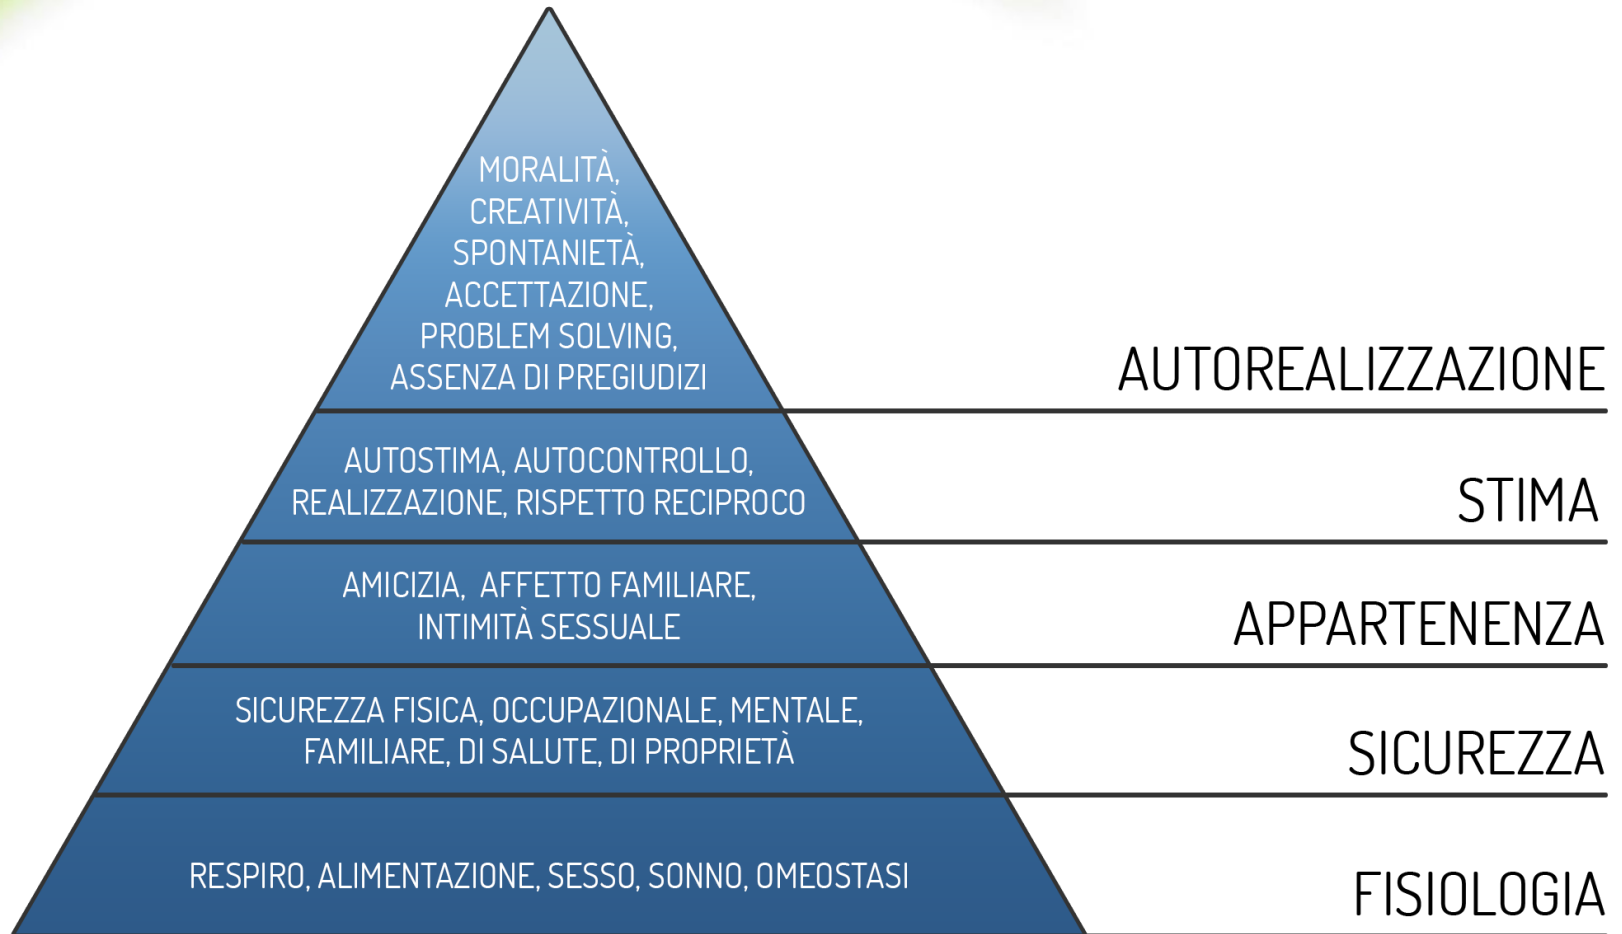 MORALITÀ,
CREATIVITÀ,
SPONTANIETÀ,
ACCETTAZIONE,
PROBLEM SOLVING,
ASSENZA DI PREGIUDIZI
AUTOREALIZZAZIONE
AUTOSTIMA, AUTOCONTROLLO,
REALIZZAZIONE, RISPETTO RECIPROCO
STIMA
AMICIZIA, AFFETTO FAMILIARE,
INTIMITÀ SESSUALE
APPARTENENZA
SICUREZZA FISICA, OCCUPAZIONALE, MENTALE,
FAMILIARE, DI SALUTE, DI PROPRIETÀ
SICUREZZA
RESPIRO, ALIMENTAZIONE, SESSO, SONNO, OMEOSTASI
FISIOLOGIA